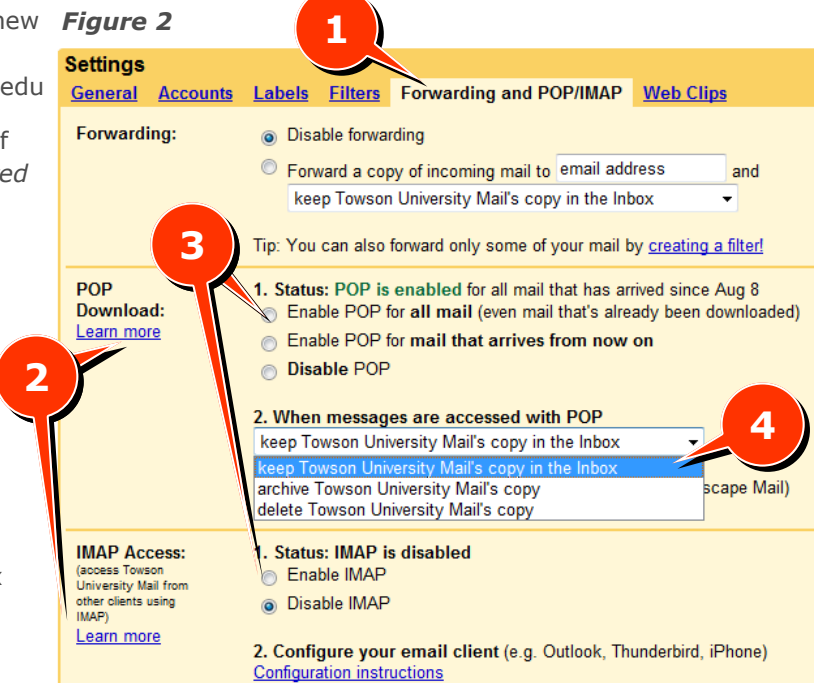 new
edu
f
ed
Figure 2
1
Settings
General Accounts Labels Filters Forwarding and POP/IMAP Web Clips
Forwarding:
Disable forwarding
Forward a copy of incoming mail to email address and
keep Towson University Mail's copy in the Inbox
Tip: You can also forward only some of your mail by creating a filter!
3
POP
Download:
Learn more
1. Status: POP is enabled for all mail that has arrived since Aug 8
Enable POP for all mail (even mail that's already been downloaded)
Enable POP for mail that arrives from now on
Disable POP
2
2. When messages are accessed with POP
keep Towson University Mail's copy in the Inbox
4
keep Towson University Mail's copy in the Inbox
archive Towson University Mail's copy
delete Towson University Mail's copy
scape Mail)
IMAP Access:
(access Towson
University Mail from
other clients using
IMAP)
Learn more
1. Status: IMAP is disabled
Enable IMAP
Disable IMAP
2. Configure your email client (e.g. Outlook, Thunderbird, iPhone)
Configuration instructions